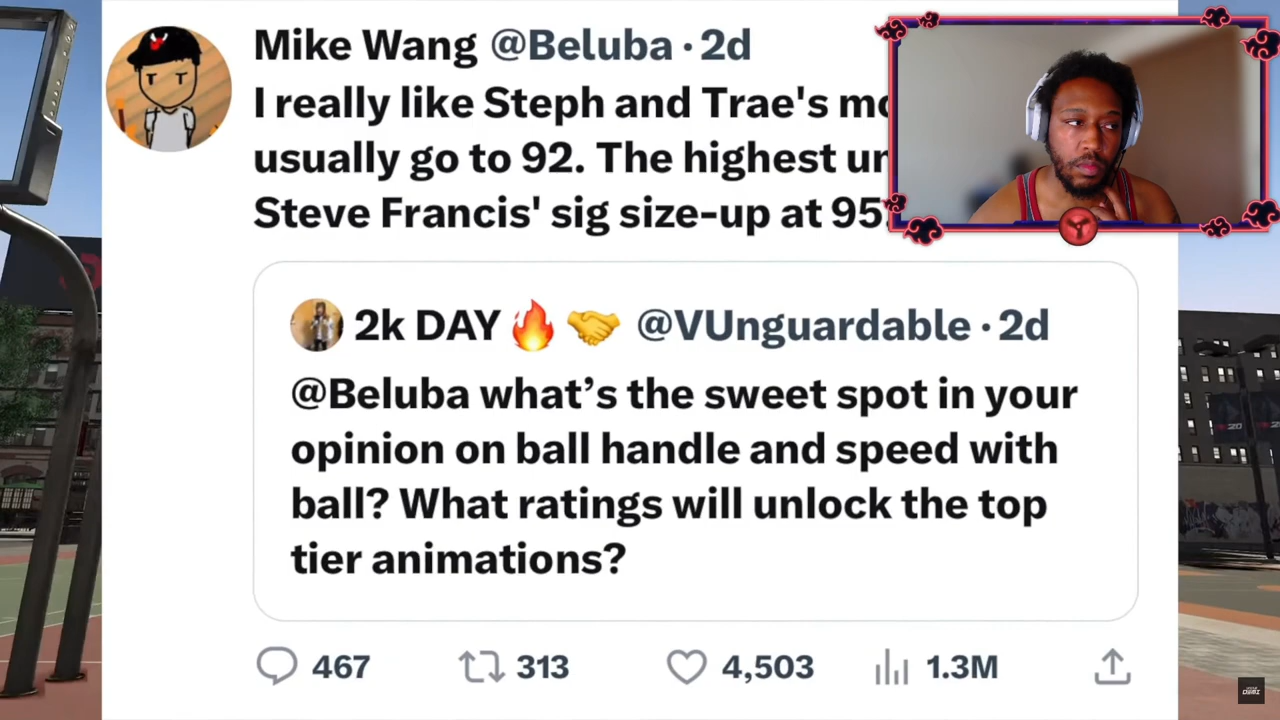 Mike Wang @Beluba · 2d
I really like Steph and Trae's
usually go to 92. The highest
Steve Francis' sig size-up at 95
2k DAY🔥 🤝 @VUnguardable · 2d
@Beluba what’s the sweet spot in your
opinion on ball handle and speed with
ball? What ratings will unlock the top
tier animations?
467 313 4,503 1.3M